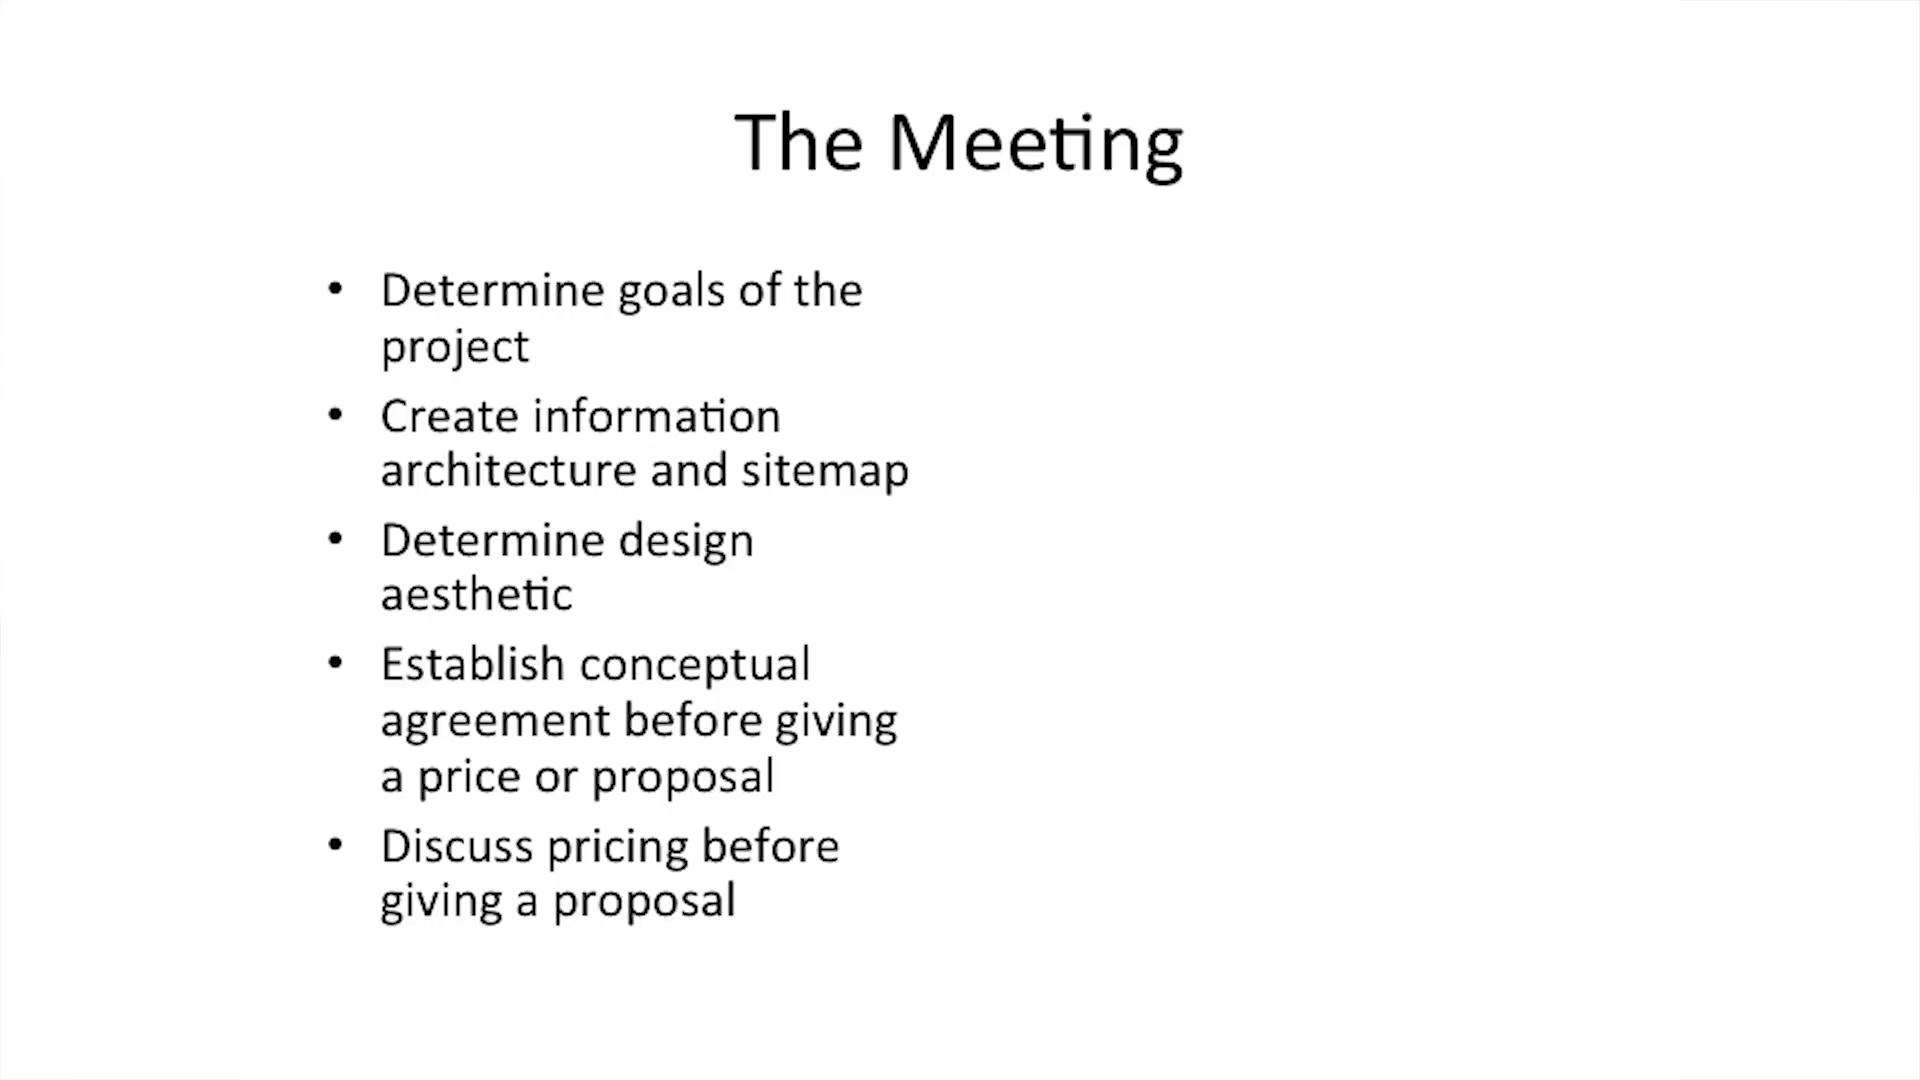 The Meeting
• Determine goals of the
project
• Create information
architecture and sitemap
• Determine design
aesthetic
• Establish conceptual
agreement before giving
a price or proposal
• Discuss pricing before
giving a proposal